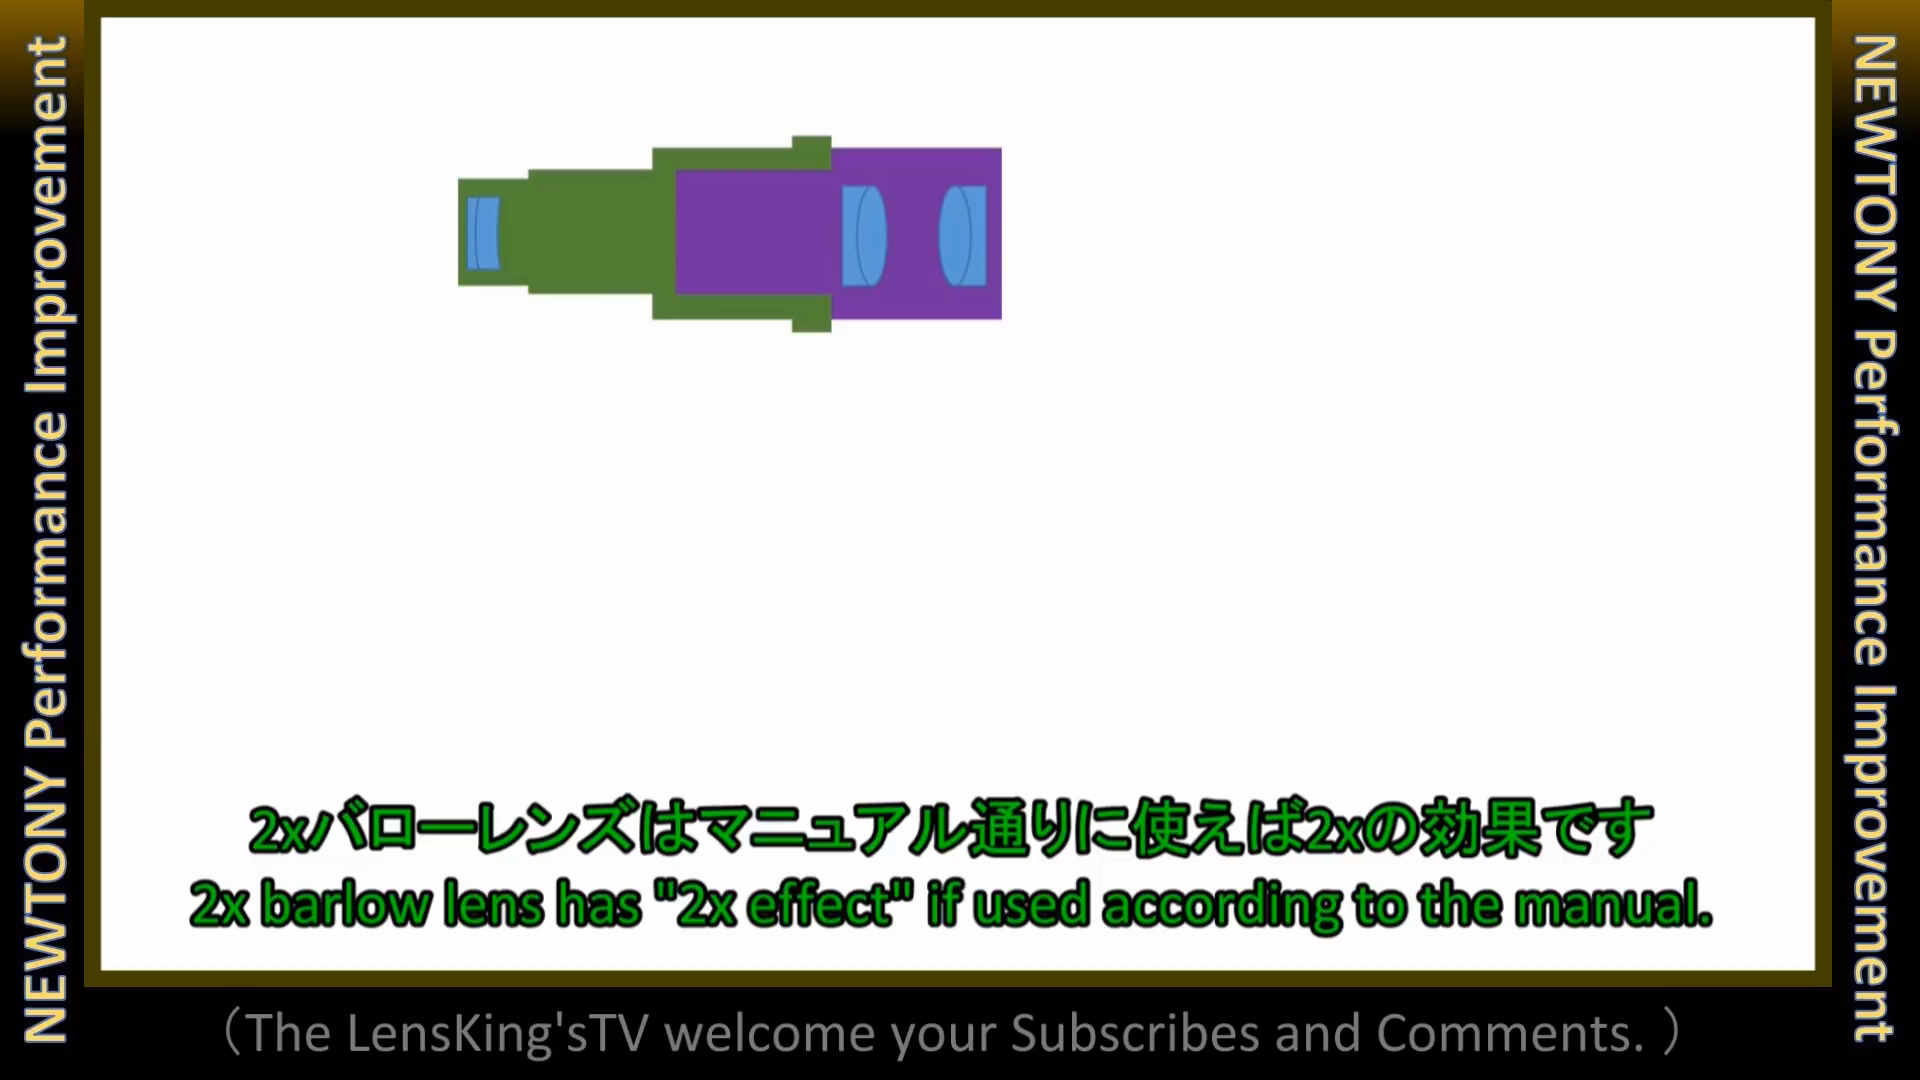 NEWTONY Performance Improvement
2xバローレンズはマニュアル通りに使えば2xの効果です
2x barlow lens has "2x effect" if used according to the manual.
（The LensKing'sTV welcome your Subscribes and Comments. ）
NEWTONY Performance Improvement